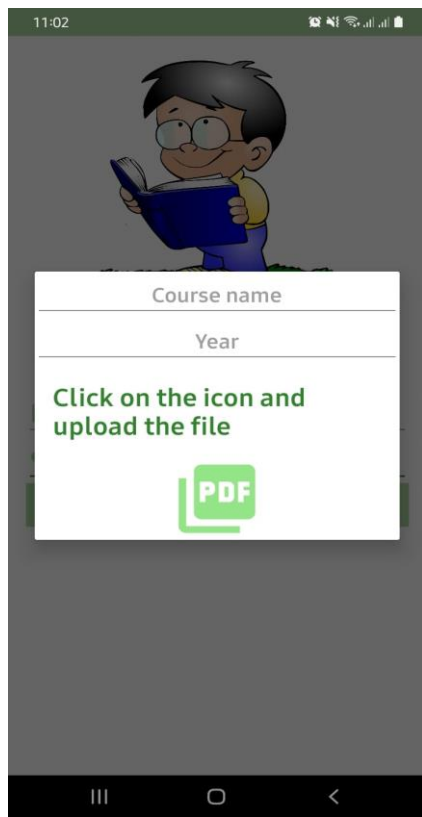 11:02
Course name
Year
Click on the icon and
upload the file
PDF